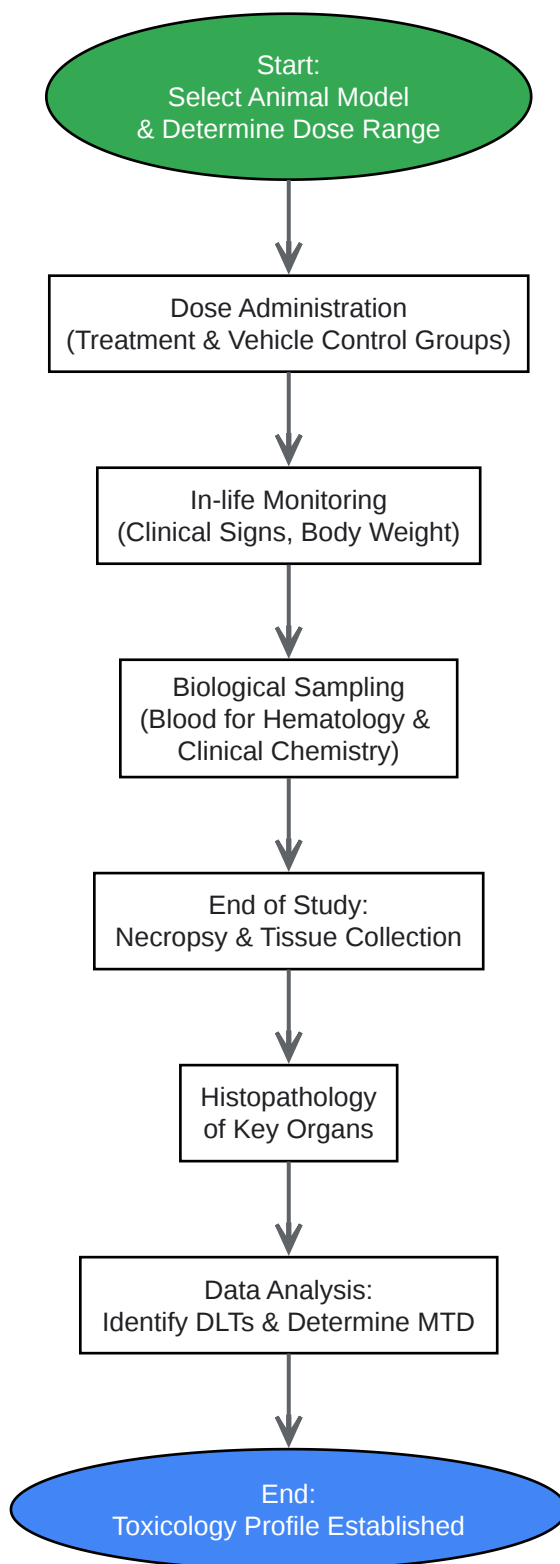 Start:
Select Animal Model
& Determine Dose Range
Dose Administration
(Treatment & Vehicle Control Groups)
In-life Monitoring
(Clinical Signs, Body Weight)
Biological Sampling
(Blood for Hematology &
Clinical Chemistry)
End of Study:
Necropsy & Tissue Collection
Histopathology
of Key Organs
Data Analysis:
Identify DLTs & Determine MTD
End:
Toxicology Profile Established